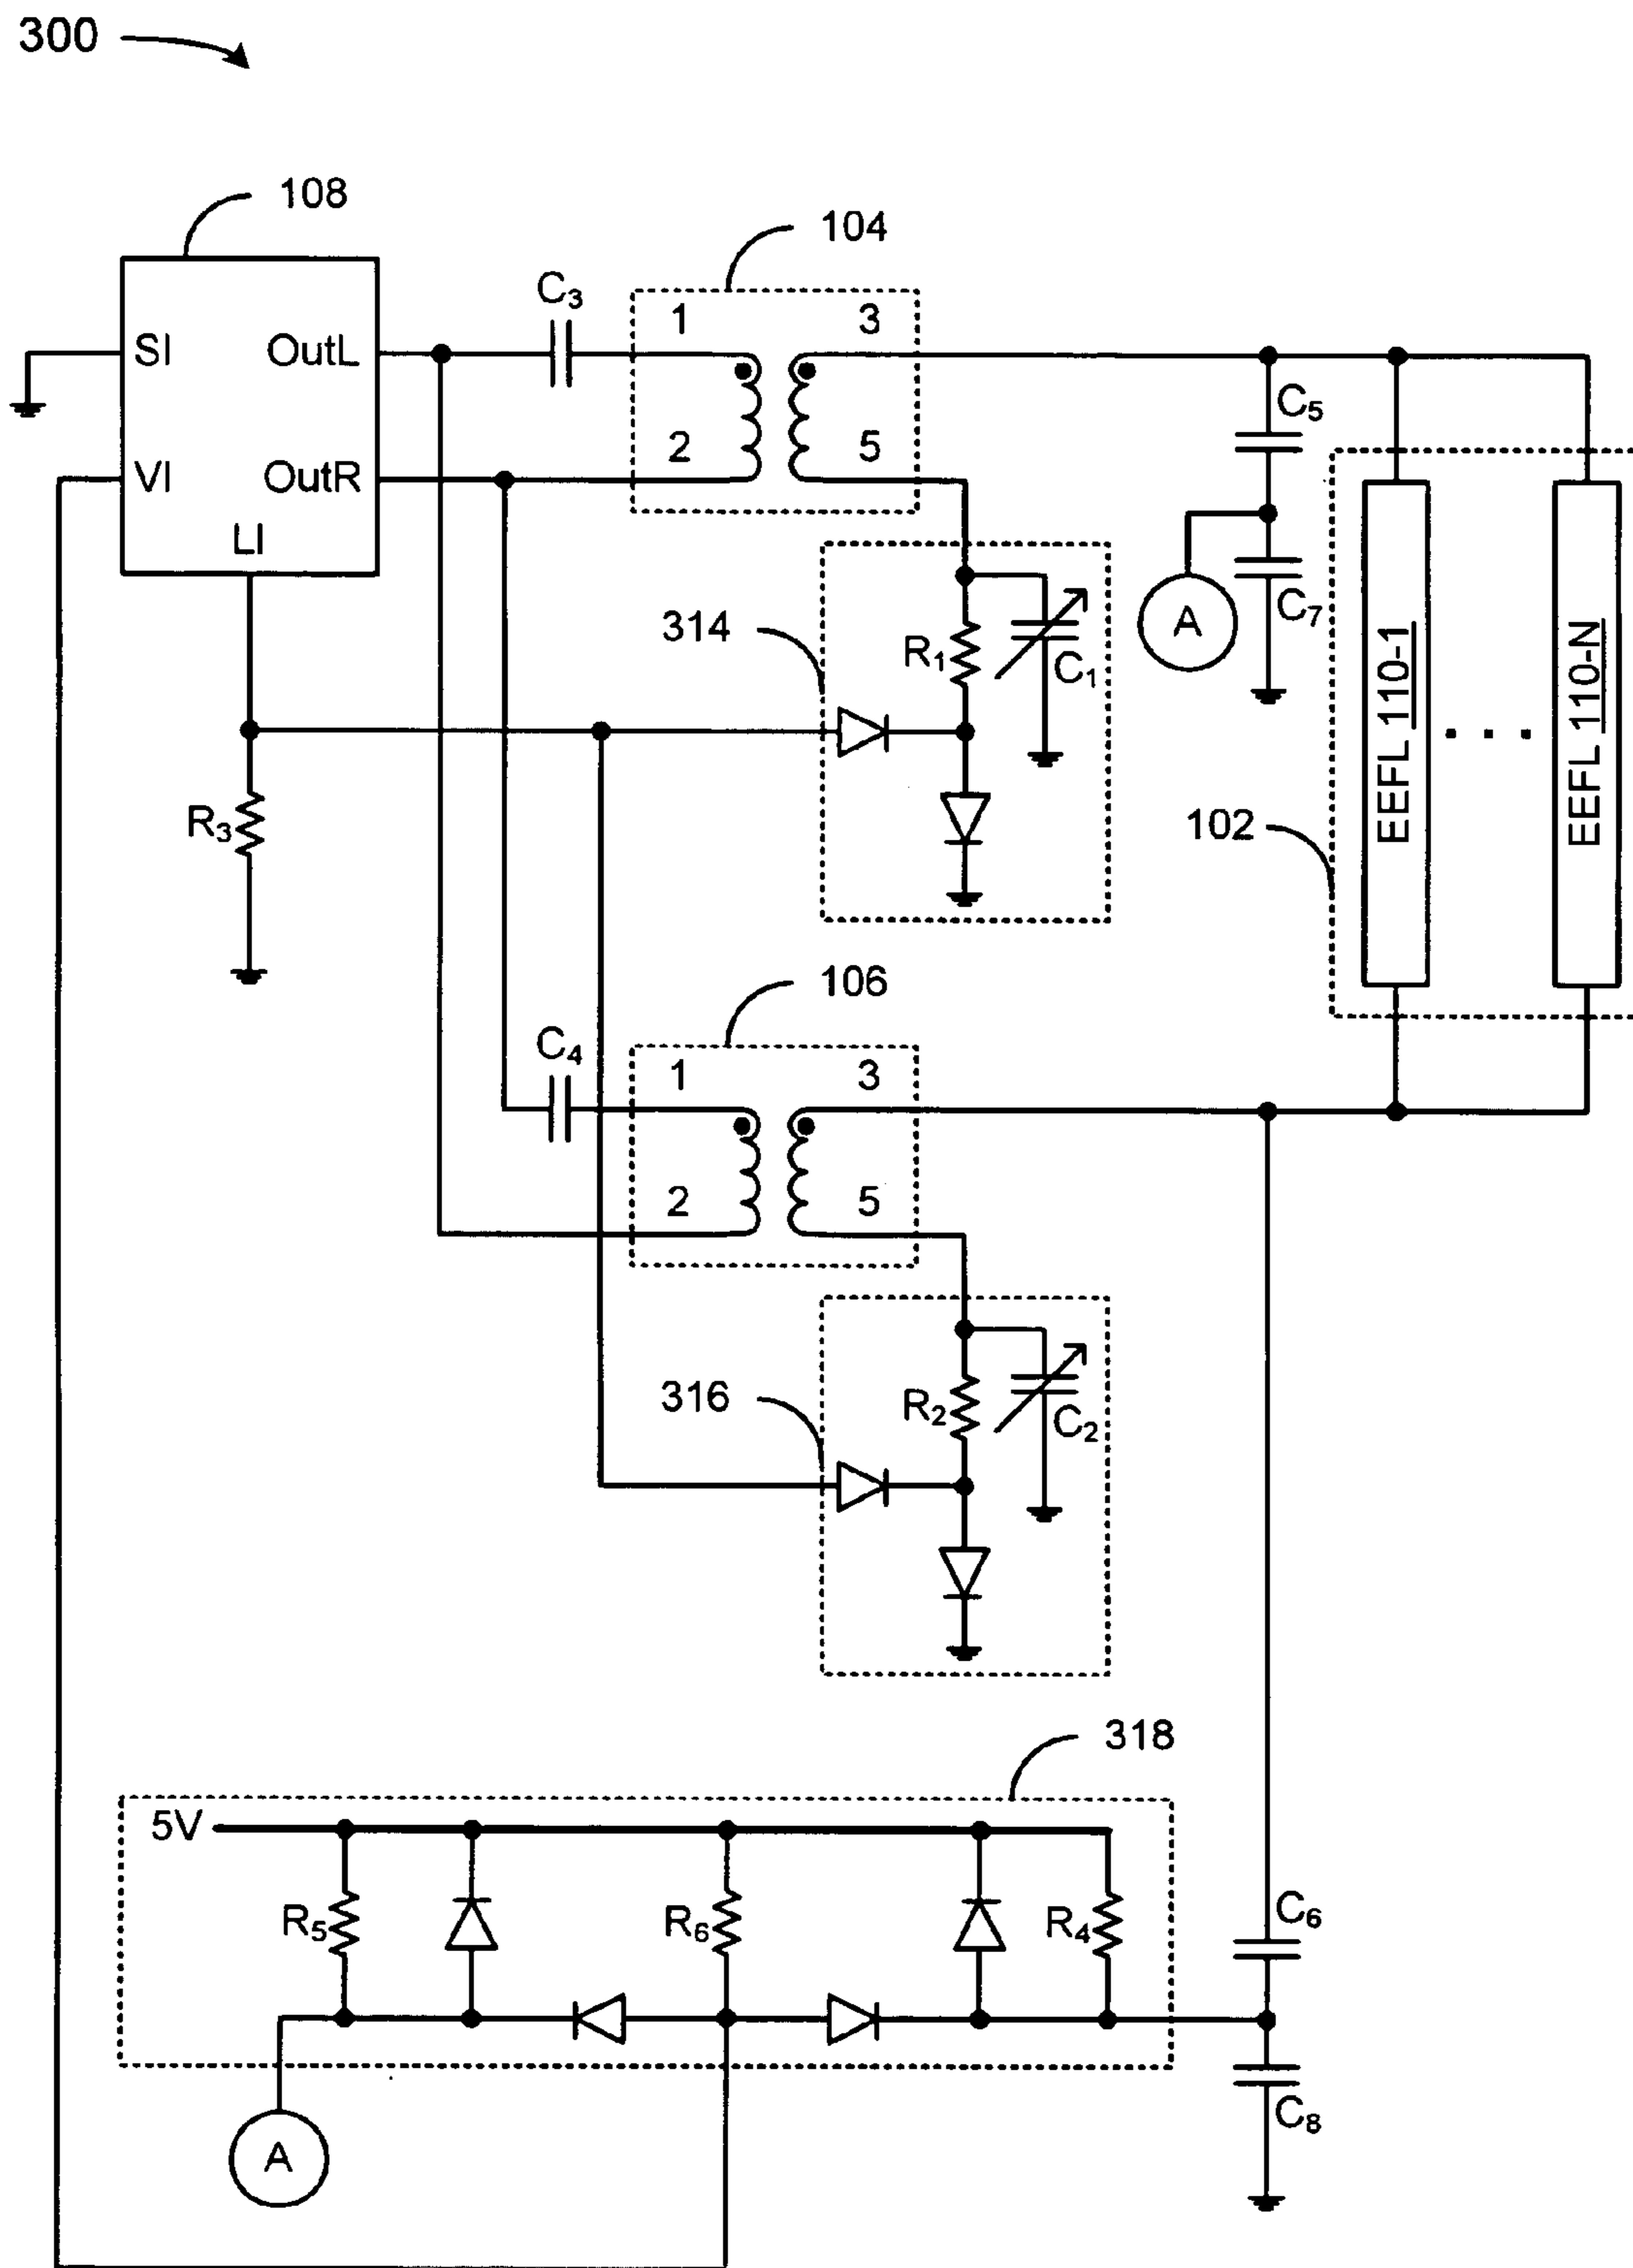 300
108
SI
VI
OutL
OutR
LI
C₃
104
1 3
2 5
C₅
C₇
A
314
R₁
C₁
R₃
102
EEFL 110-1
. . .
EEFL 110-N
106
C₄
1 3
2 5
316
R₂
C₂
318
5V
R₅
R₆
R₄
C₆
C₈
A